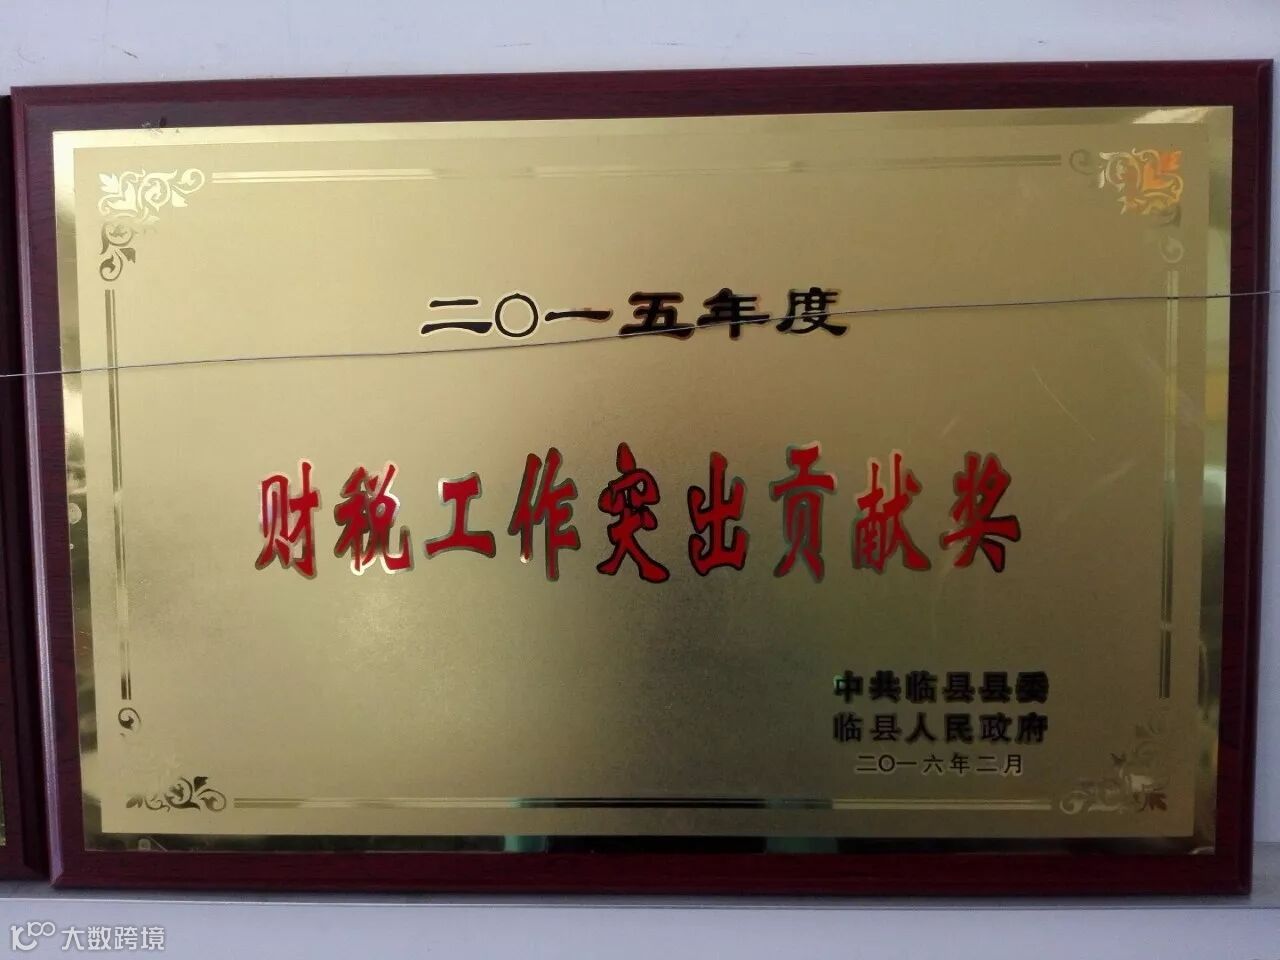 二〇一五年度
财税工作突出贡献奖
中共临县县委
临县人民政府
二〇一六年二月
大数跨境